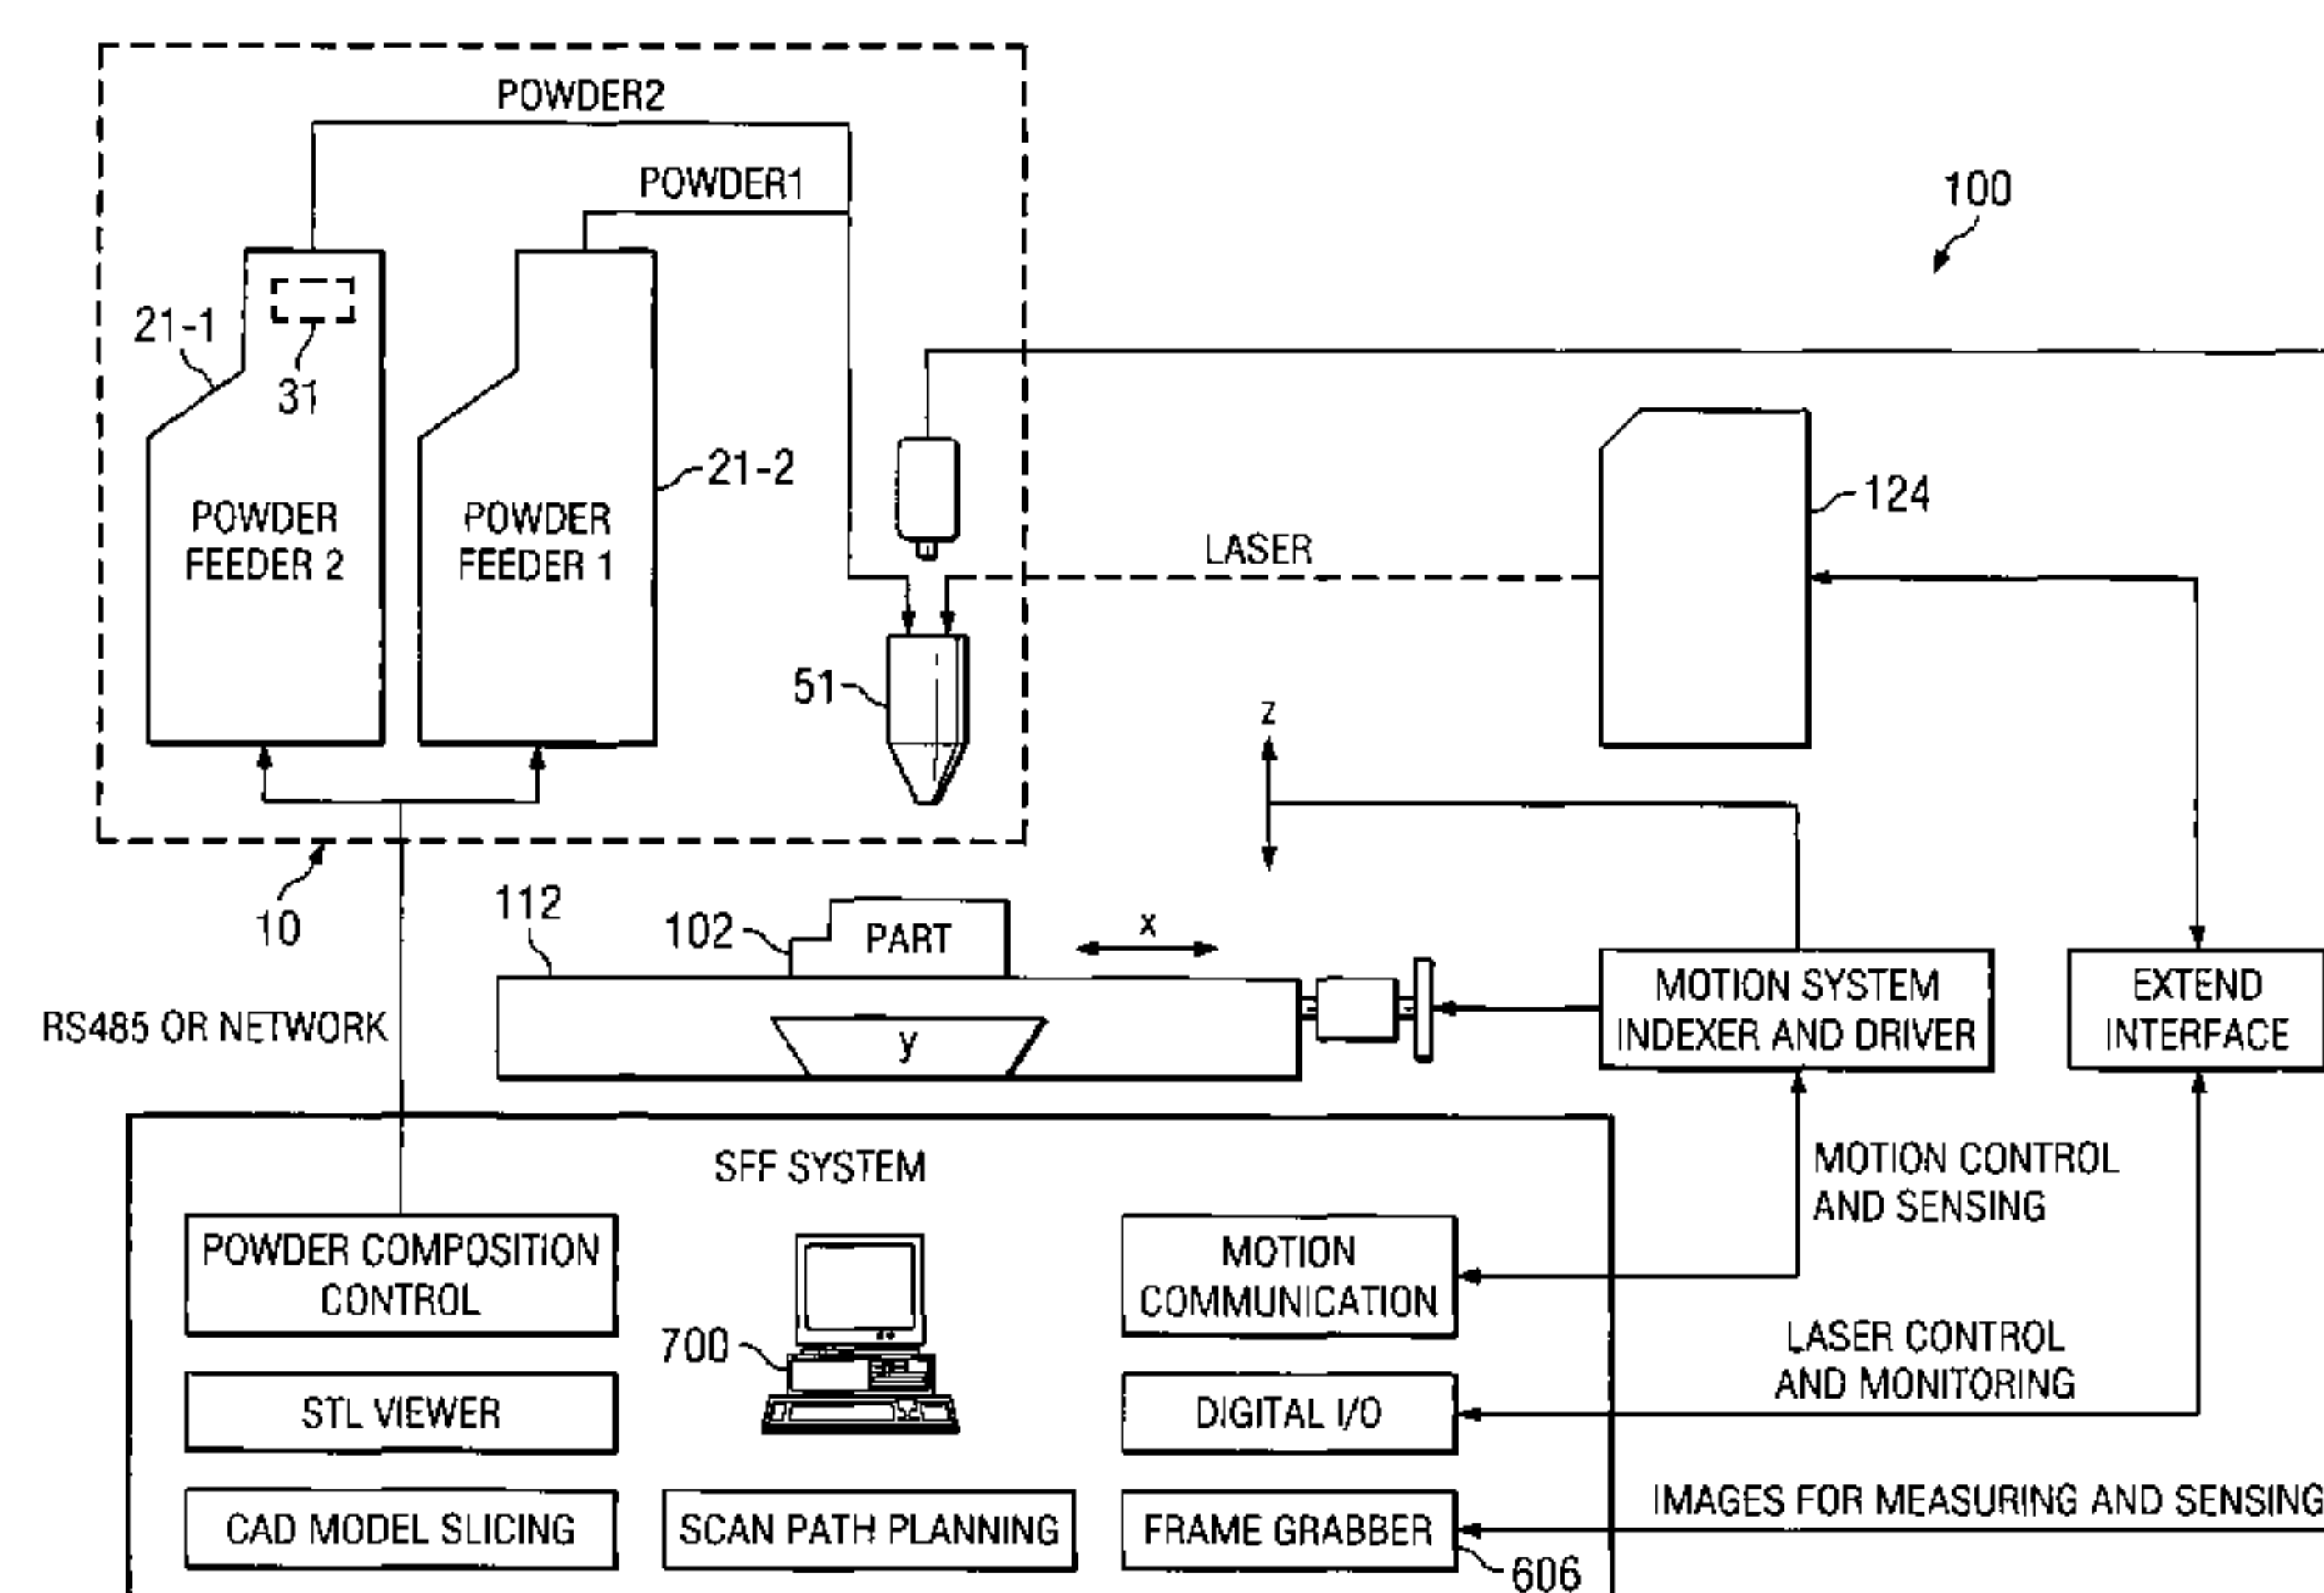 POWDER2
POWDER1
100
21-1
31
21-2
124
POWDER
FEEDER 2
POWDER
FEEDER 1
LASER
51
z
10
112
102
PART
x
y
RS485 OR NETWORK
MOTION SYSTEM
INDEXER AND DRIVER
EXTEND
INTERFACE
SFF SYSTEM
MOTION CONTROL
AND SENSING
POWDER COMPOSITION
CONTROL
700
MOTION
COMMUNICATION
LASER CONTROL
AND MONITORING
STL VIEWER
DIGITAL I/O
CAD MODEL SLICING
SCAN PATH PLANNING
FRAME GRABBER
IMAGES FOR MEASURING AND SENSING
606